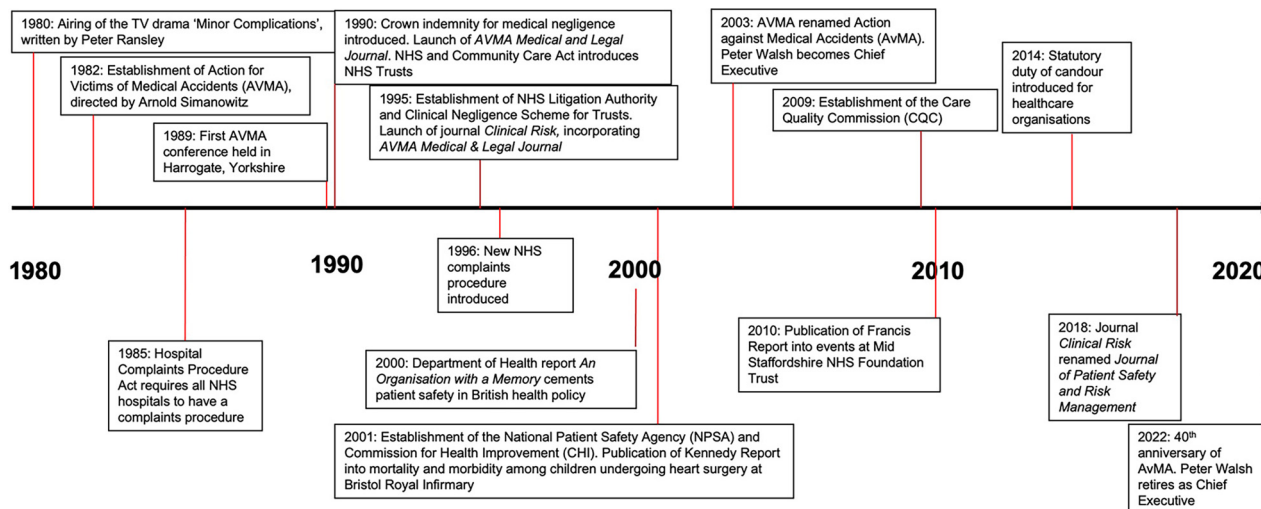 1980: Airing of the TV drama ‘Minor Complications’,
written by Peter Ransley
1982: Establishment of Action for
Victims of Medical Accidents (AVMA),
directed by Arnold Simanowitz
1989: First AVMA
conference held in
Harrogate, Yorkshire
1990: Crown indemnity for medical negligence
introduced. Launch of AVMA Medical and Legal
Journal. NHS and Community Care Act introduces
NHS Trusts
1995: Establishment of NHS Litigation Authority
and Clinical Negligence Scheme for Trusts.
Launch of journal Clinical Risk, incorporating
AVMA Medical & Legal Journal
2003: AVMA renamed Action
against Medical Accidents (AvMA).
Peter Walsh becomes Chief
Executive
2009: Establishment of the Care
Quality Commission (CQC)
2014: Statutory
duty of candour
introduced for
healthcare
organisations
1980
1990
2000
2010
2020
1985: Hospital
Complaints Procedure
Act requires all NHS
hospitals to have a
complaints procedure
1996: New NHS
complaints
procedure
introduced
2000: Department of Health report An
Organisation with a Memory cements
patient safety in British health policy
2001: Establishment of the National Patient Safety Agency (NPSA) and
Commission for Health Improvement (CHI). Publication of Kennedy Report
into mortality and morbidity among children undergoing heart surgery at
Bristol Royal Infirmary
2010: Publication of Francis
Report into events at Mid
Staffordshire NHS Foundation
Trust
2018: Journal
Clinical Risk
renamed Journal
of Patient Safety
and Risk
Management
2022: 40th
anniversary of
AvMA. Peter Walsh
retires as Chief
Executive